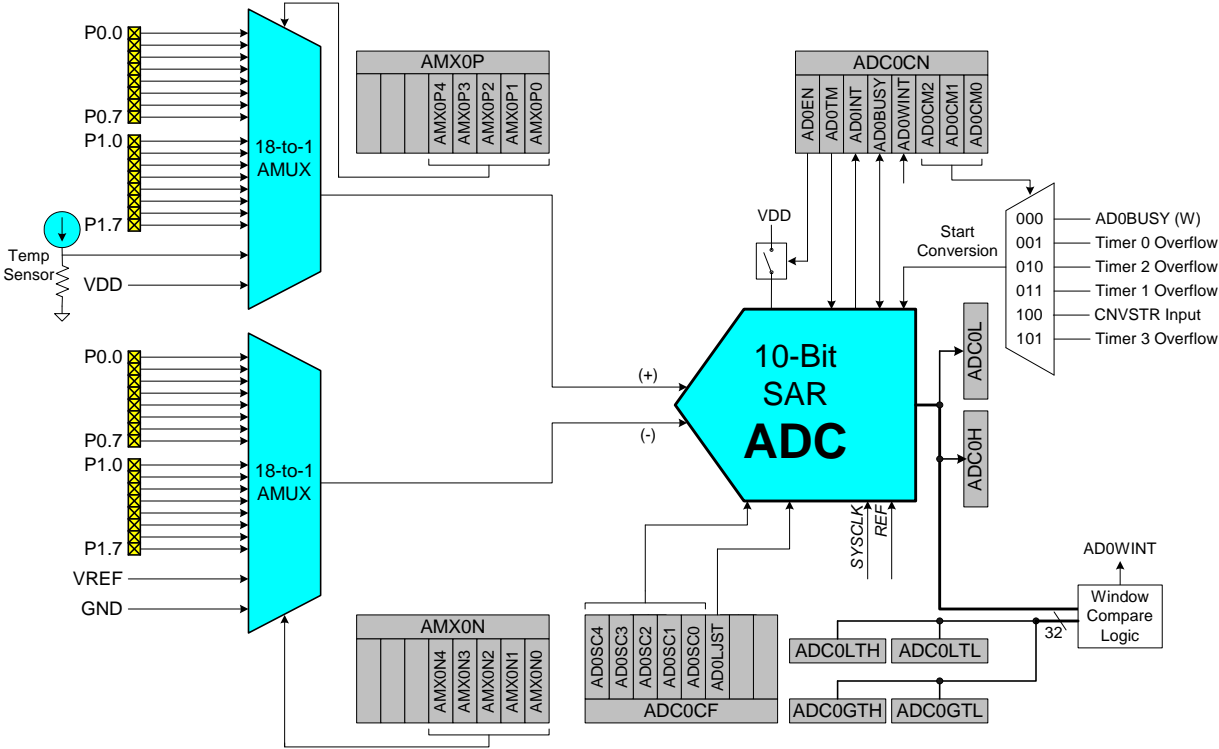 P0.0
P0.7
P1.0
P1.7
18-to-1
AMUX
Temp
Sensor
VDD
AMX0P
AMX0P4
AMX0P3
AMX0P2
AMX0P1
AMX0P0
ADC0CN
AD0EN
AD0TM
AD0INT
AD0BUSY
AD0WINT
AD0CM2
AD0CM1
AD0CM0
VDD
Start
Conversion
000 AD0BUSY (W)
001 Timer 0 Overflow
010 Timer 2 Overflow
011 Timer 1 Overflow
100 CNVSTR Input
101 Timer 3 Overflow
P0.0
P0.7
P1.0
P1.7
18-to-1
AMUX
VREF
GND
(+)
(-)
10-Bit
SAR
ADC
ADC0L
ADC0H
SYSCLK
REF
AMX0N
AMX0N4
AMX0N3
AMX0N2
AMX0N1
AMX0N0
AD0SC4
AD0SC3
AD0SC2
AD0SC1
AD0SC0
AD0LJST
ADC0CF
AD0WINT
Window
Compare
Logic
32
ADC0LTH
ADC0LTL
ADC0GTH
ADC0GTL